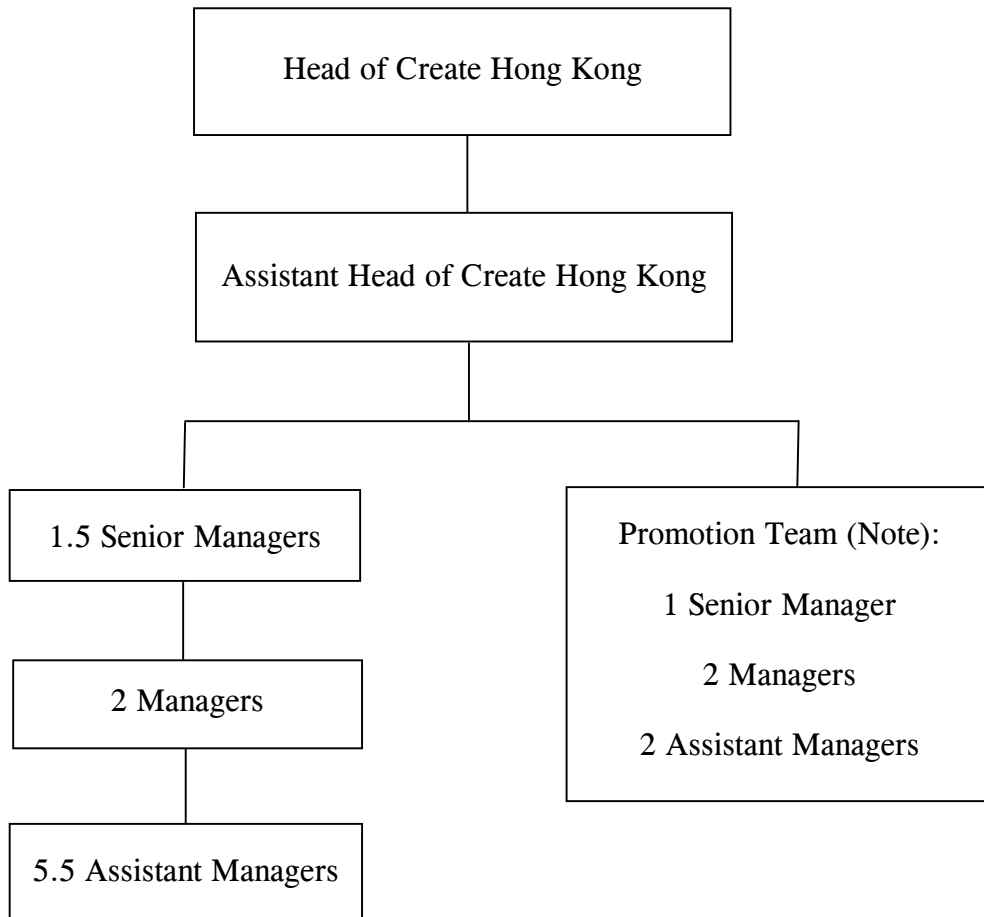 Head of Create Hong Kong
Assistant Head of Create Hong Kong
1.5 Senior Managers
2 Managers
5.5 Assistant Managers
Promotion Team (Note):
1 Senior Manager
2 Managers
2 Assistant Managers